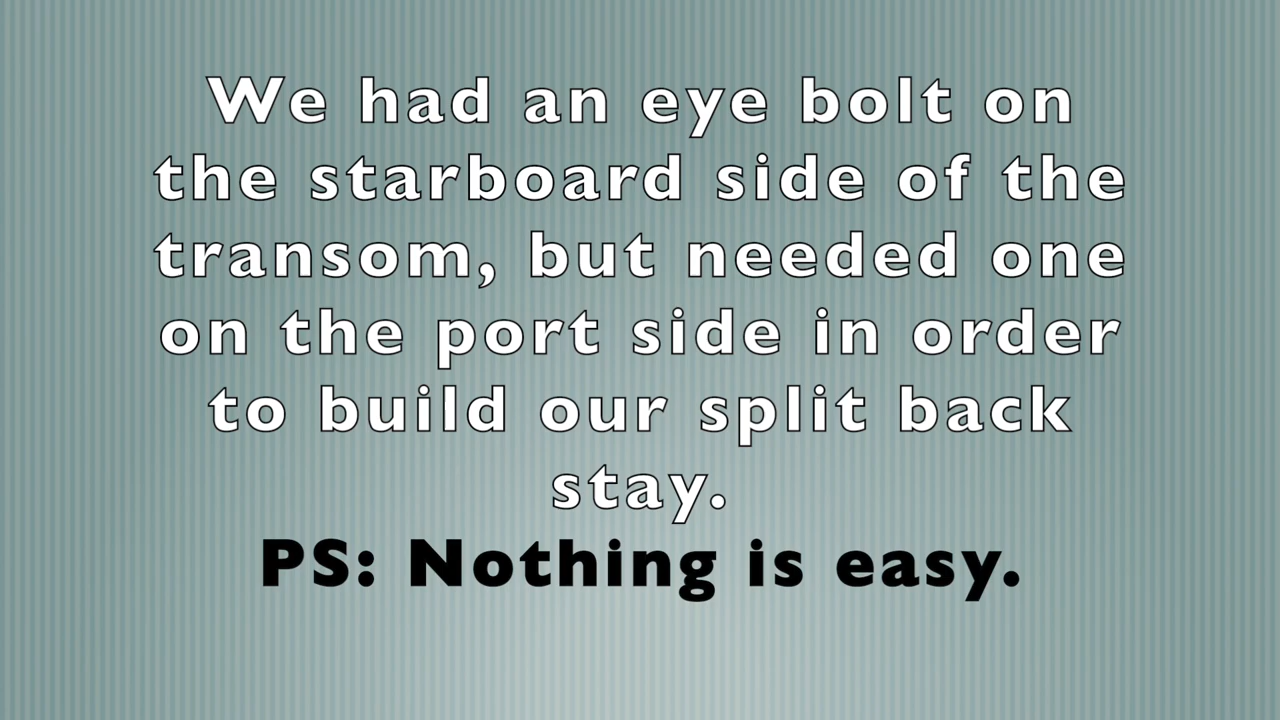 We had an eye bolt on
the starboard side of the
transom, but needed one
on the port side in order
to build our split back
stay.
PS: Nothing is easy.